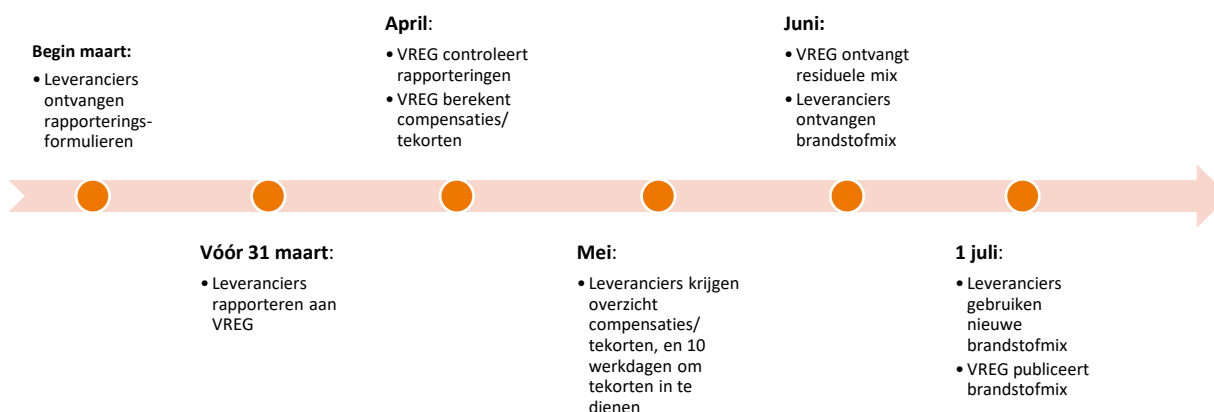 Begin maart:
• Leveranciers
ontvangen
rapporterings-
formulieren
Vóór 31 maart:
• Leveranciers
rapporteren aan
VREG
April:
• VREG controleert
rapporteringen
• VREG berekent
compensaties/
tekorten
Mei:
• Leveranciers krijgen
overzicht
compensaties/
tekorten, en 10
werkdagen om
tekorten in te
dienen
Juni:
• VREG ontvangt
residuele mix
• Leveranciers
ontvangen
brandstofmix
1 juli:
• Leveranciers
gebruiken
nieuwe
brandstofmix
• VREG publiceert
brandstofmix